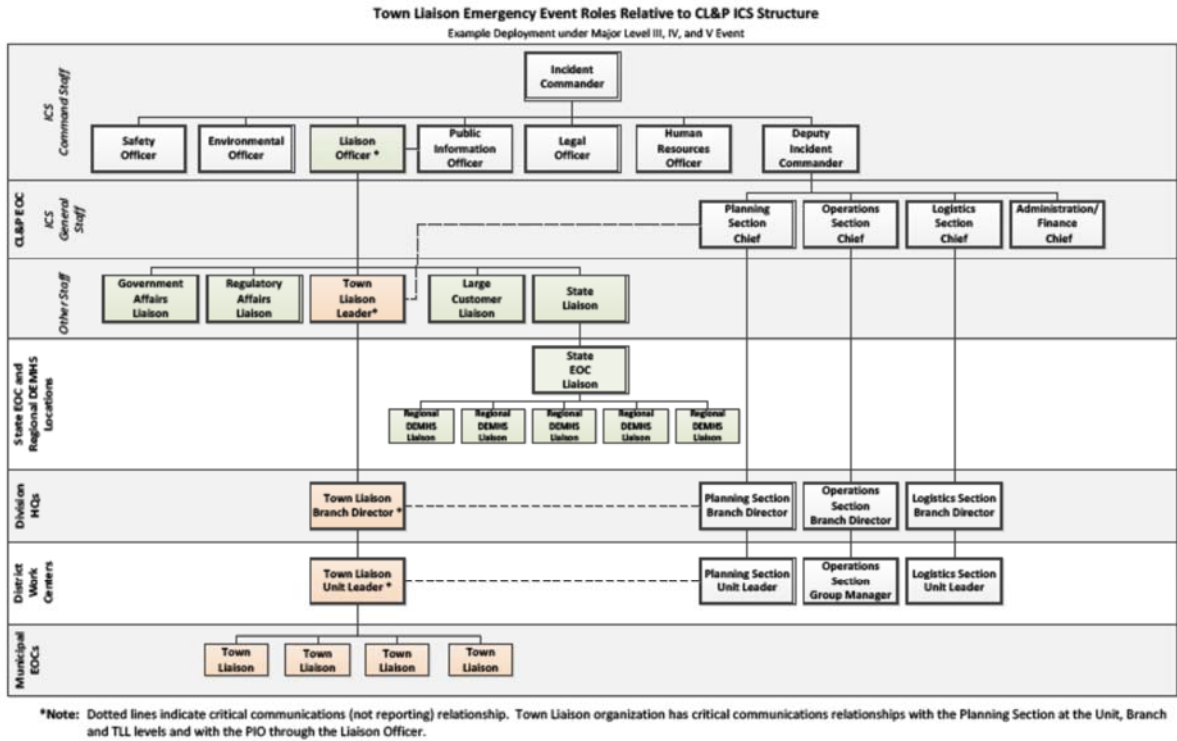 Town Liaison Emergency Event Roles Relative to CL&P ICS Structure
Example Deployment under Major Level III, IV, and V Event
ICS
Command Staff
Incident
Commander
Safety
Officer
Environmental
Officer
Liaison
Officer *
Public
Information
Officer
Legal
Officer
Human
Resources
Officer
Deputy
Incident
Commander
CL&P EOC
ICS
General
Staff
Planning
Section
Chief
Operations
Section
Chief
Logistics
Section
Chief
Administration/
Finance
Chief
Other Staff
Government
Affairs
Liaison
Regulatory
Affairs
Liaison
Town
Liaison
Leader*
Large
Customer
Liaison
State
Liaison
State EOC and
Regional DEMHS
Locations
State
EOC
Liaison
Regional
DEMHS
Liaison
Regional
DEMHS
Liaison
Regional
DEMHS
Liaison
Regional
DEMHS
Liaison
Regional
DEMHS
Liaison
Division
HQs
Town Liaison
Branch Director *
Planning Section
Branch Director
Operations
Section
Branch Director
Logistics Section
Branch Director
District
Work
Centers
Town Liaison
Unit Leader *
Planning Section
Unit Leader
Operations
Section
Group Manager
Logistics Section
Unit Leader
Municipal
EOCs
Town
Liaison
Town
Liaison
Town
Liaison
Town
Liaison
*Note: Dotted lines indicate critical communications (not reporting) relationship. Town Liaison organization has critical communications relationships with the Planning Section at the Unit, Branch
and TLL levels and with the PIO through the Liaison Officer.